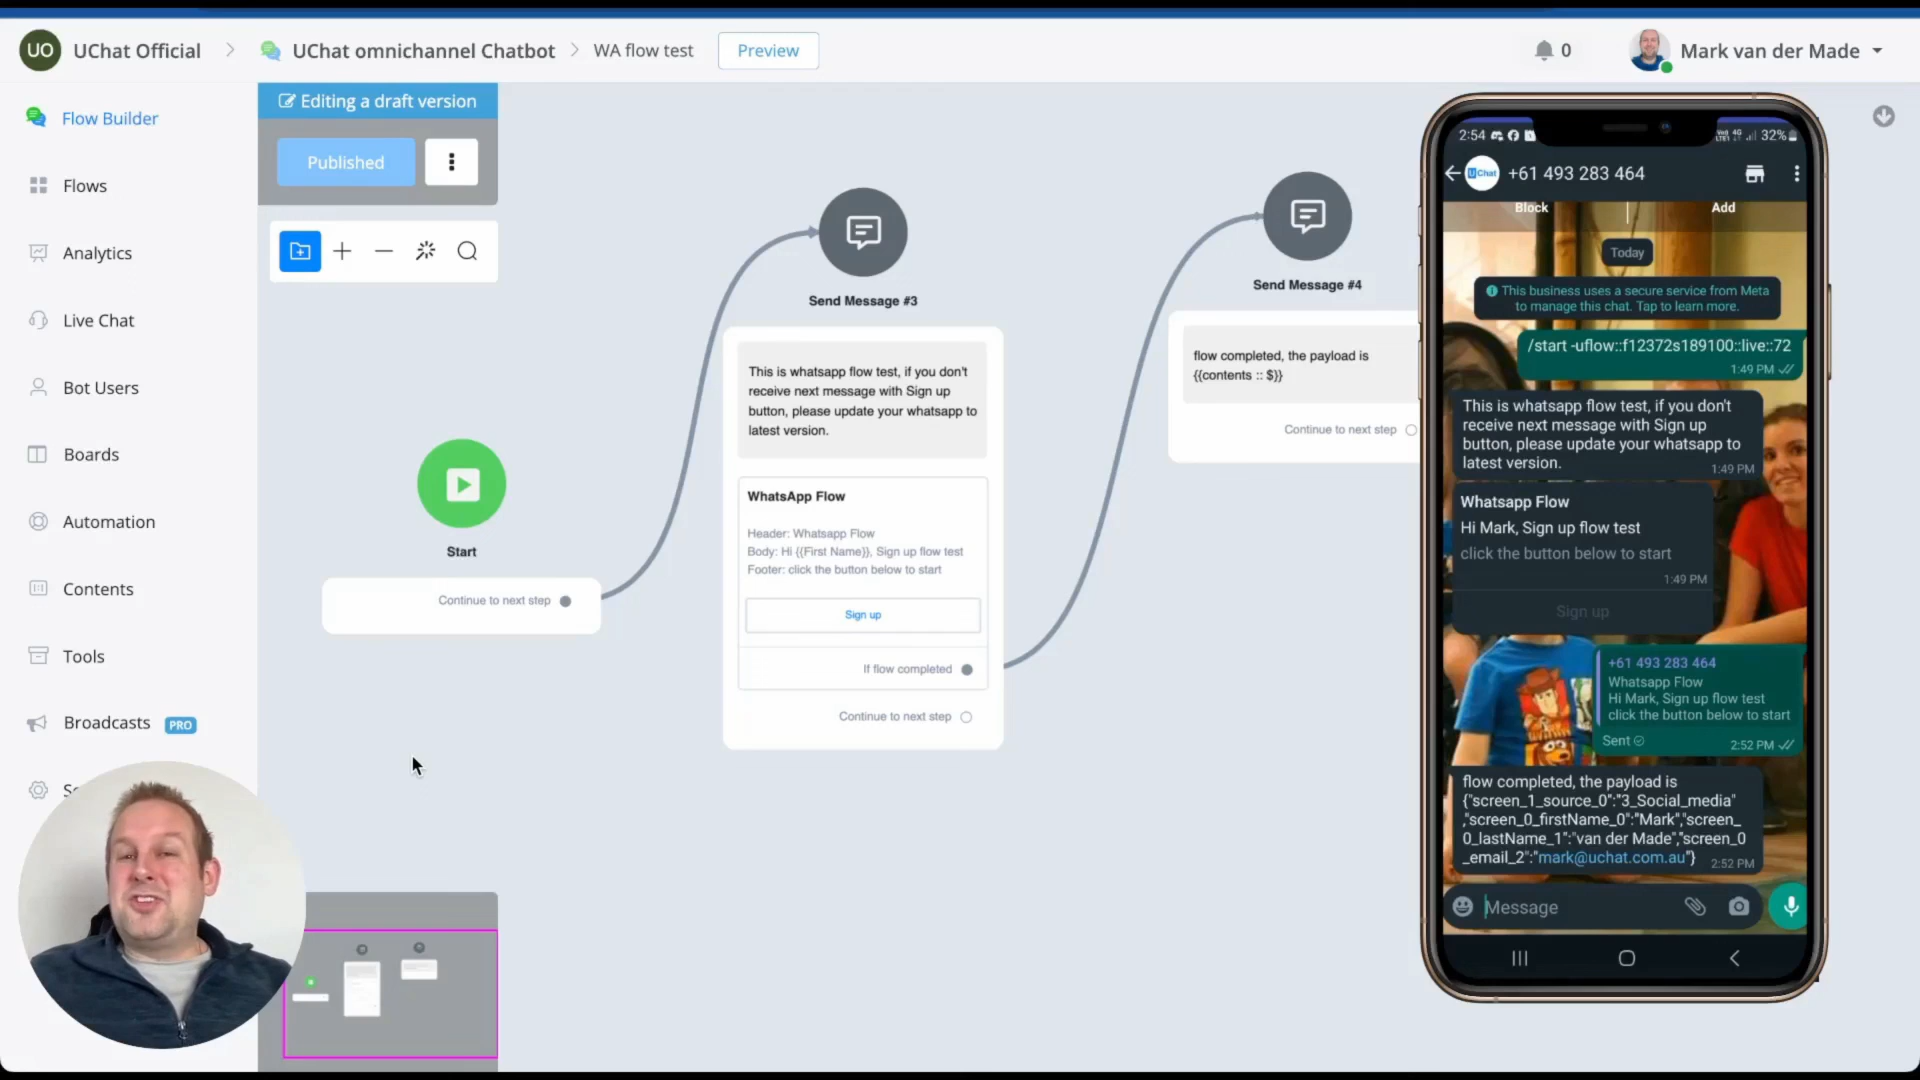 UO UChat Official > UChat omnichannel Chatbot > WA flow test Preview
0 Mark van der Made
Flow Builder
Flows
Analytics
Live Chat
Bot Users
Boards
Automation
Contents
Tools
Broadcasts PRO
Editing a draft version
Published
Start
Continue to next step
Send Message #3
This is whatsapp flow test, if you don't
receive next message with Sign up
button, please update your whatsapp to
latest version.
WhatsApp Flow
Header: Whatsapp Flow
Body: Hi {{First Name}}, Sign up flow test
Footer: click the button below to start
Sign up
If flow completed
Continue to next step
Send Message #4
flow completed, the payload is
{{contents :: $}}
Continue to next step
2:54 32%
UChat +61 493 283 464
Block Add
Today
This business uses a secure service from Meta
to manage this chat. Tap to learn more.
/start -uflow::f12372s189100::live::72
1:49 PM
This is whatsapp flow test, if you don't
receive next message with Sign up
button, please update your whatsapp to
latest version.
1:49 PM
Whatsapp Flow
Hi Mark, Sign up flow test
click the button below to start
1:49 PM
Sign up
+61 493 283 464
Whatsapp Flow
Hi Mark, Sign up flow test
click the button below to start
Sent 2:52 PM
flow completed, the payload is
{"screen_1_source_0":"3_Social_media"
,"screen_0_firstName_0":"Mark","screen_
0_lastName_1":"van der Made","screen_0
_email_2":"mark@uchat.com.au"}
2:52 PM
Message